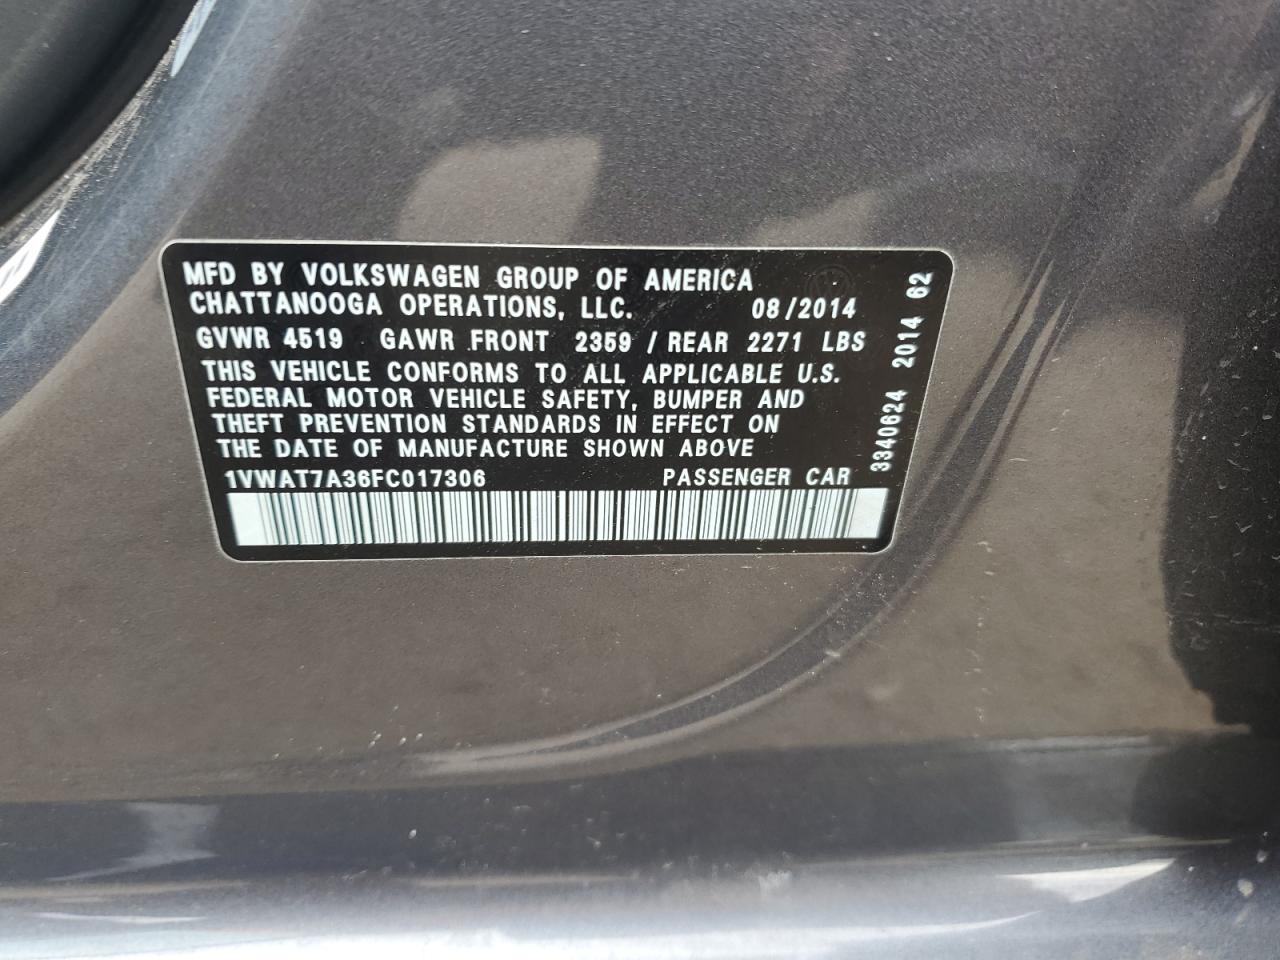 MFD BY VOLKSWAGEN GROUP OF AMERICA
CHATTANOOGA OPERATIONS, LLC. 08/2014
GVWR 4519 GAWR FRONT 2359 / REAR 2271 LBS
THIS VEHICLE CONFORMS TO ALL APPLICABLE U.S.
FEDERAL MOTOR VEHICLE SAFETY, BUMPER AND
THEFT PREVENTION STANDARDS IN EFFECT ON
THE DATE OF MANUFACTURE SHOWN ABOVE
1VWAT7A36FC017306 PASSENGER CAR
3340624 2014 62